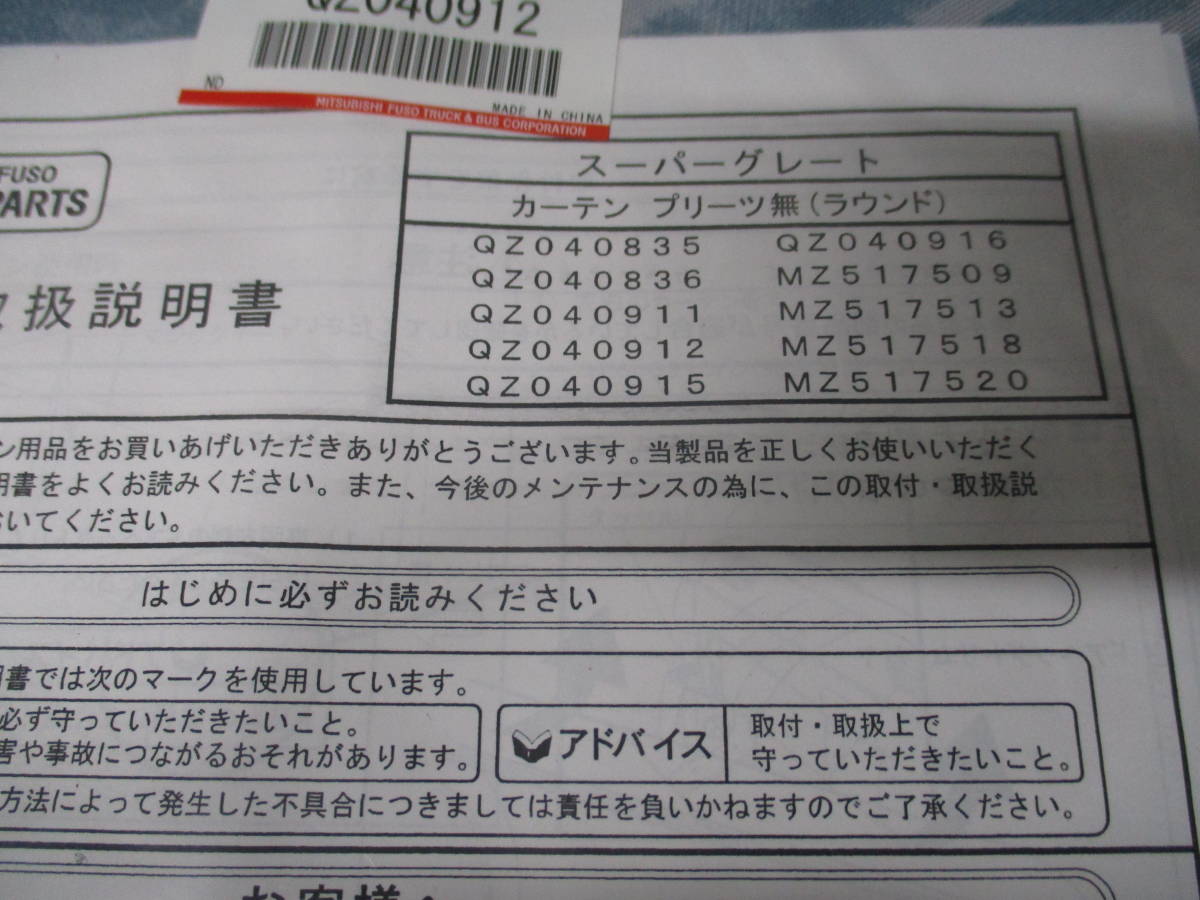 QZ040912
ND
MADE IN CHINA
MITSUBISHI FUSO TRUCK & BUS CORPORATION
FUSO
PARTS
取扱説明書
スーパーグレート
カーテン プリーツ無(ラウンド)
QZ040835 QZ040916
QZ040836 MZ517509
QZ040911 MZ517513
QZ040912 MZ517518
QZ040915 MZ517520
ン用品をお買いあげいただきありがとうございます。当製品を正しくお使いいただく
明書をよくお読みください。また、今後のメンテナンスの為に、この取付・取扱説
おいてください。
はじめに必ずお読みください
明書では次のマークを使用しています。
必ず守っていただきたいこと。
害や事故につながるおそれがあります。
アドバイス
取付・取扱上で
守っていただきたいこと。
方法によって発生した不具合につきましては責任を負いかねますのでご了承ください。
お客様へ